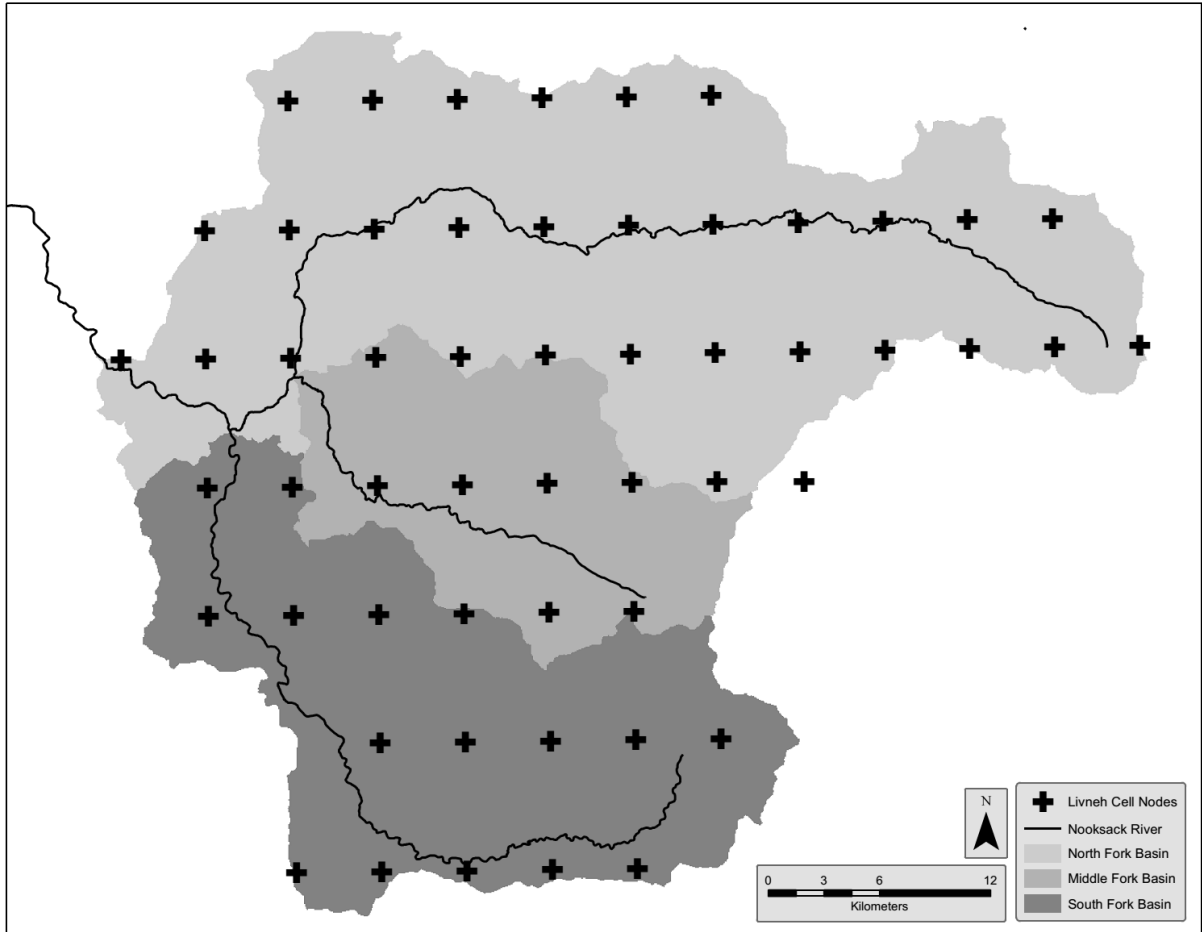 N
Livneh Cell Nodes
Nooksack River
North Fork Basin
Middle Fork Basin
South Fork Basin
0 3 6 12
Kilometers